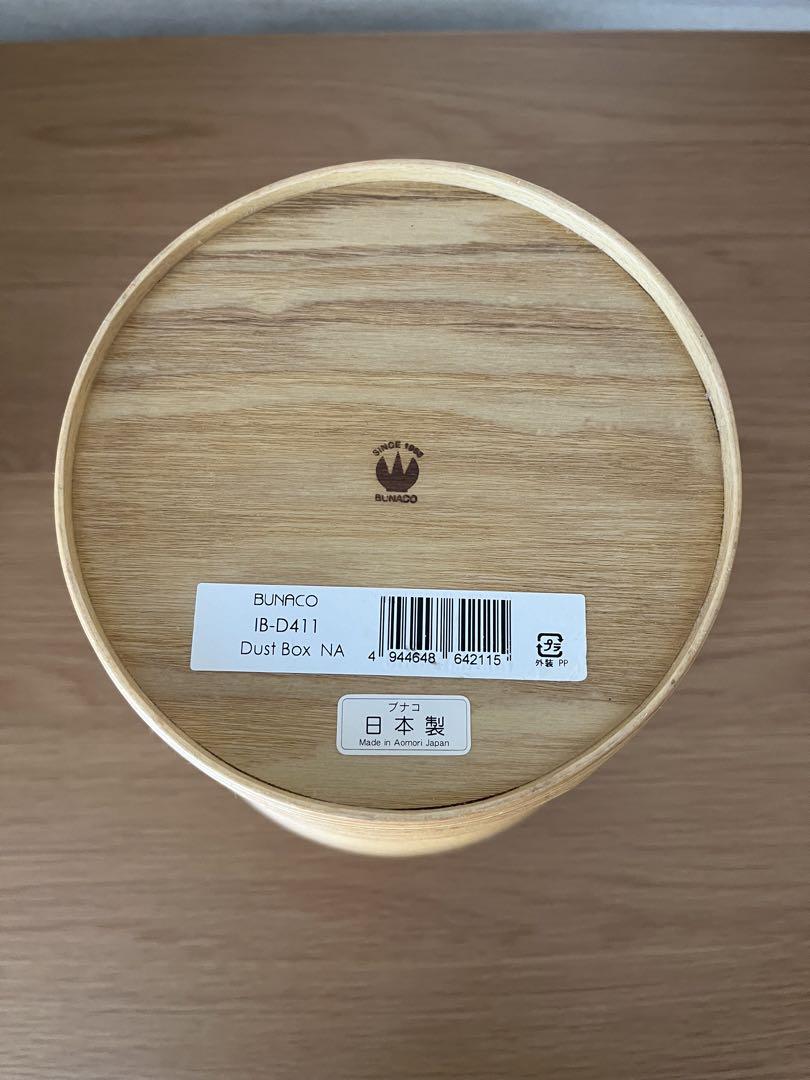 SINCE 1963
BUNACO
BUNACO
IB-D411
Dust Box NA
4 944648 642115
プラ
外装 PP
ブナコ
日本製
Made in Aomori Japan